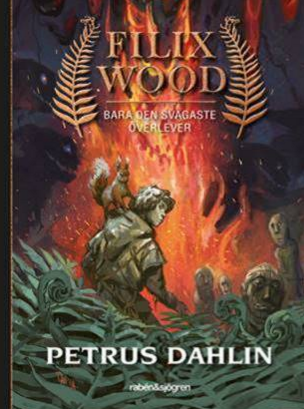 FILIX
WOOD
BARA DEN SVAGASTE
ÖVERLEVER
PETRUS DAHLIN
rabén&sjögren